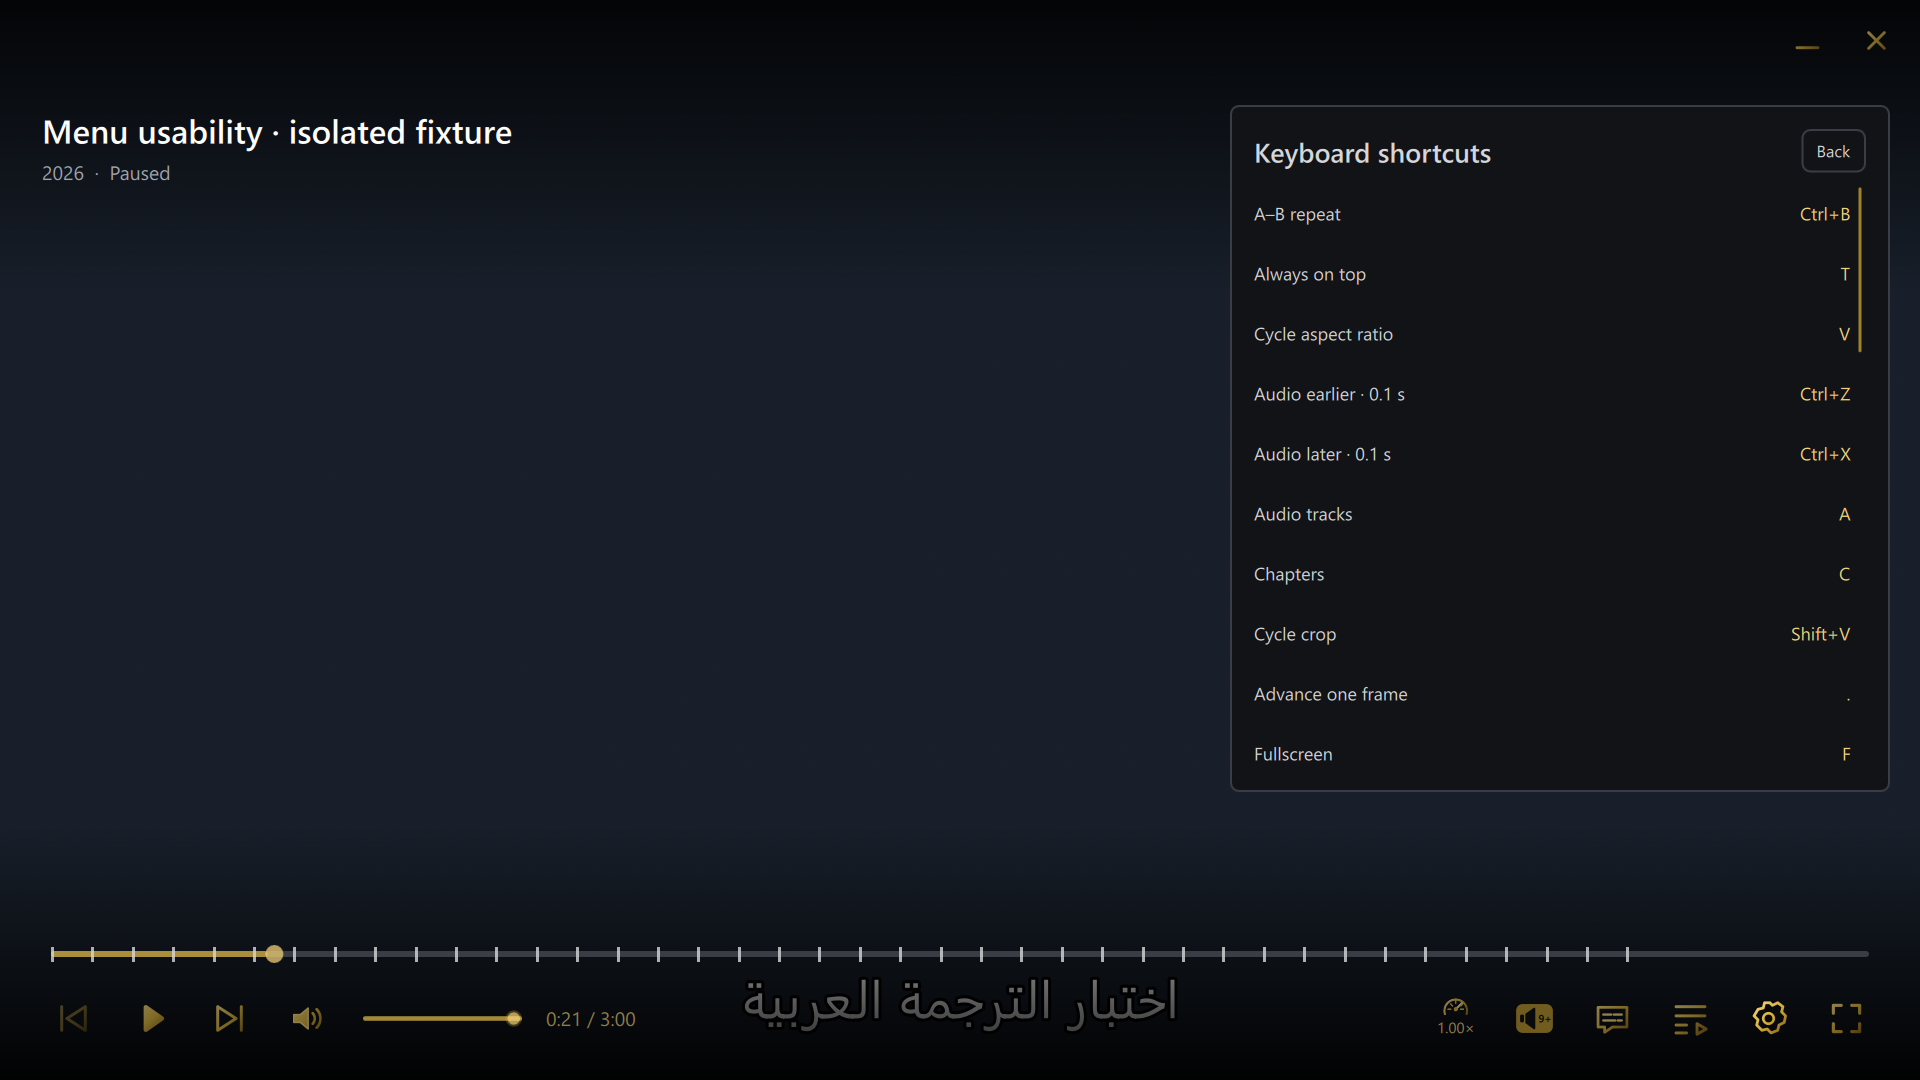 Menu usability · isolated fixture
2026 · Paused
Keyboard shortcuts
Back
A–B repeat Ctrl+B
Always on top T
Cycle aspect ratio V
Audio earlier · 0.1 s Ctrl+Z
Audio later · 0.1 s Ctrl+X
Audio tracks A
Chapters C
Cycle crop Shift+V
Advance one frame .
Fullscreen F
اختبار الترجمة العربية
0:21 / 3:00
1.00×
9+